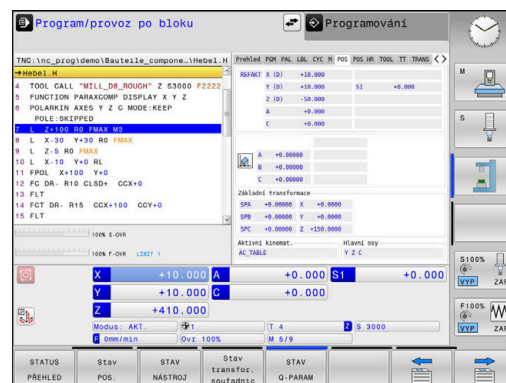 Program/provoz po bloku
Programování
TNC:\nc_prog\demo\Bauteile_compone…\Hebel.H
Prehled PGM PAL LBL CYC M POS POS HR TOOL TT TRANS
→Hebel.H
4 TOOL CALL "MILL_D8_ROUGH" Z S3000 F2222
5 FUNCTION PARAXCOMP DISPLAY X Y Z
6 POLARKIN AXES Y Z C MODE:KEEP
POLE:SKIPPED
7 L Z+100 R0 FMAX M3
8 L X-30 Y+30 R0 FMAX
9 L Z-5 R0 FMAX
10 L X-10 Y+0 RL
11 FPOL X+100 Y+0
12 FC DR- R10 CLSD+ CCX+0
13 FLT
14 FCT DR- R15 CCX+100 CCY+0
15 FLT
REFAKT X (D) +10.000
Y (D) +10.000 S1 +0.000
Z (D) -50.000
A +0.000
C +0.000
A +0.00000
B +0.00000
C +0.00000
Základní transformace
SPA +0.00000 X +0.0000
SPB +0.00000 Y +0.0000
SPC +0.00000 Z +150.0000
Aktivní kinemat. Hlavní osy
AC_TABLE Y Z C
100% S-OVR
100% F-OVR LIMIT 1
X +10.000 A +0.000 S1 +0.000
Y +10.000 C +0.000
Z +410.000
Modus: AKT. 1 T 4 Z S 3000
F 0mm/min Ovr 100% M 5/9
M
S
S100%
VYP ZAP
F100%
VYP ZAP
STATUS
PŘEHLED
Stav
POS.
STAV
NÁSTROJ
Stav
transfor.
souřadnic
STAV
Q-PARAM